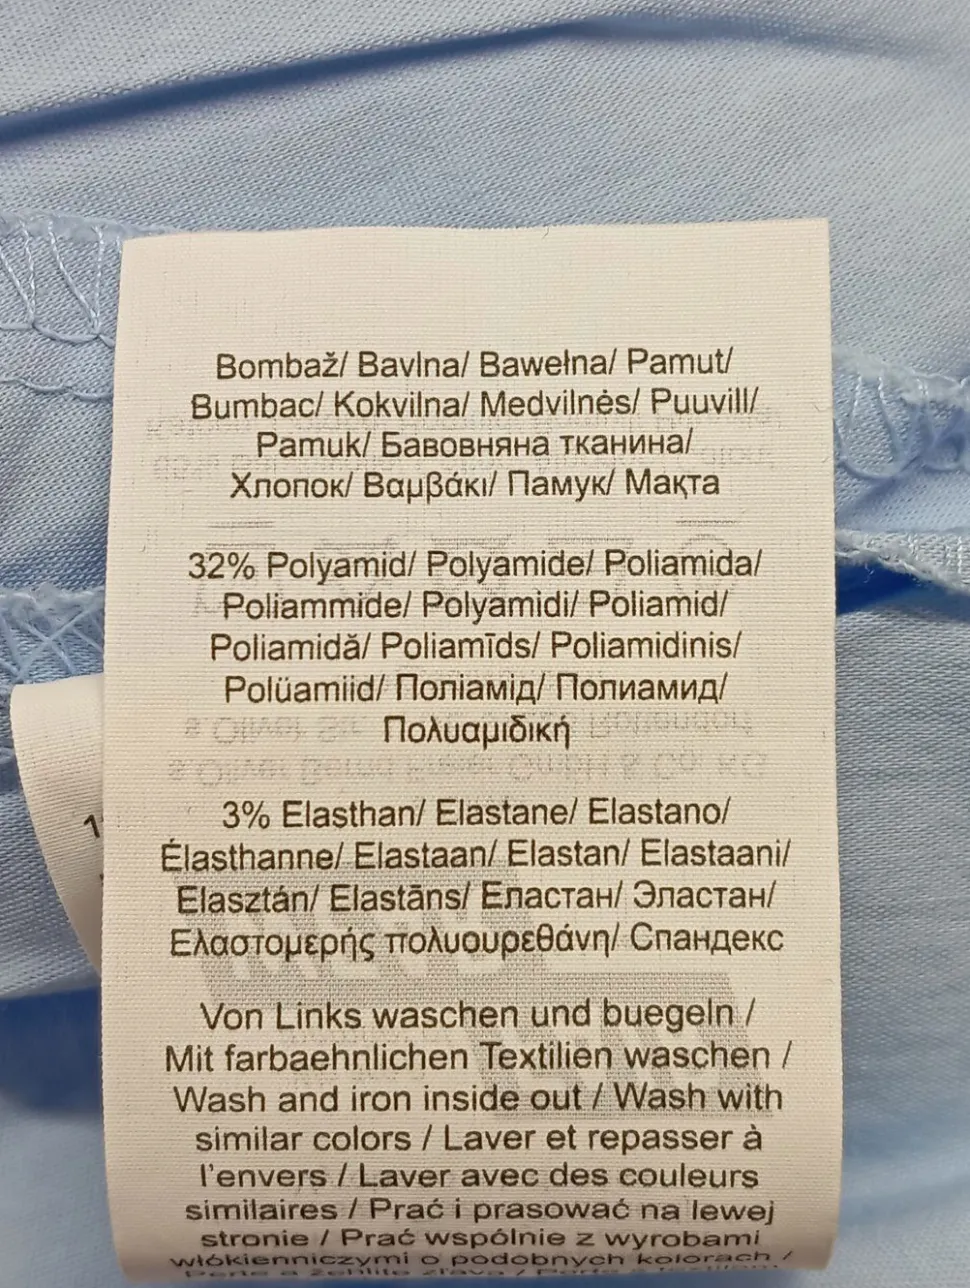 Bombaž/ Bavlna/ Bawełna/ Pamut/
Bumbac/ Kokvilna/ Medvilnės/ Puuvill/
Pamuk/ Бавовняна тканина/
Хлопок/ Βαμβάκι/ Памук/ Мақта
32% Polyamid/ Polyamide/ Poliamida/
Poliammide/ Polyamidi/ Poliamid/
Poliamidă/ Poliamīds/ Poliamidinis/
Polüamiid/ Поліамід/ Полиамид/
Πολυαμιδική
3% Elasthan/ Elastane/ Elastano/
Élasthanne/ Elastaan/ Elastan/ Elastaani/
Elasztán/ Elastāns/ Еластан/ Эластан/
Ελαστομερής πολυουρεθάνη/ Спандекс
Von Links waschen und buegeln /
Mit farbaehnlichen Textilien waschen /
Wash and iron inside out / Wash with
similar colors / Laver et repasser à
l'envers / Laver avec des couleurs
similaires / Prać i prasować na lewej
stronie / Prać wspólnie z wyrobami
włókienniczymi o podobnych kolorach /